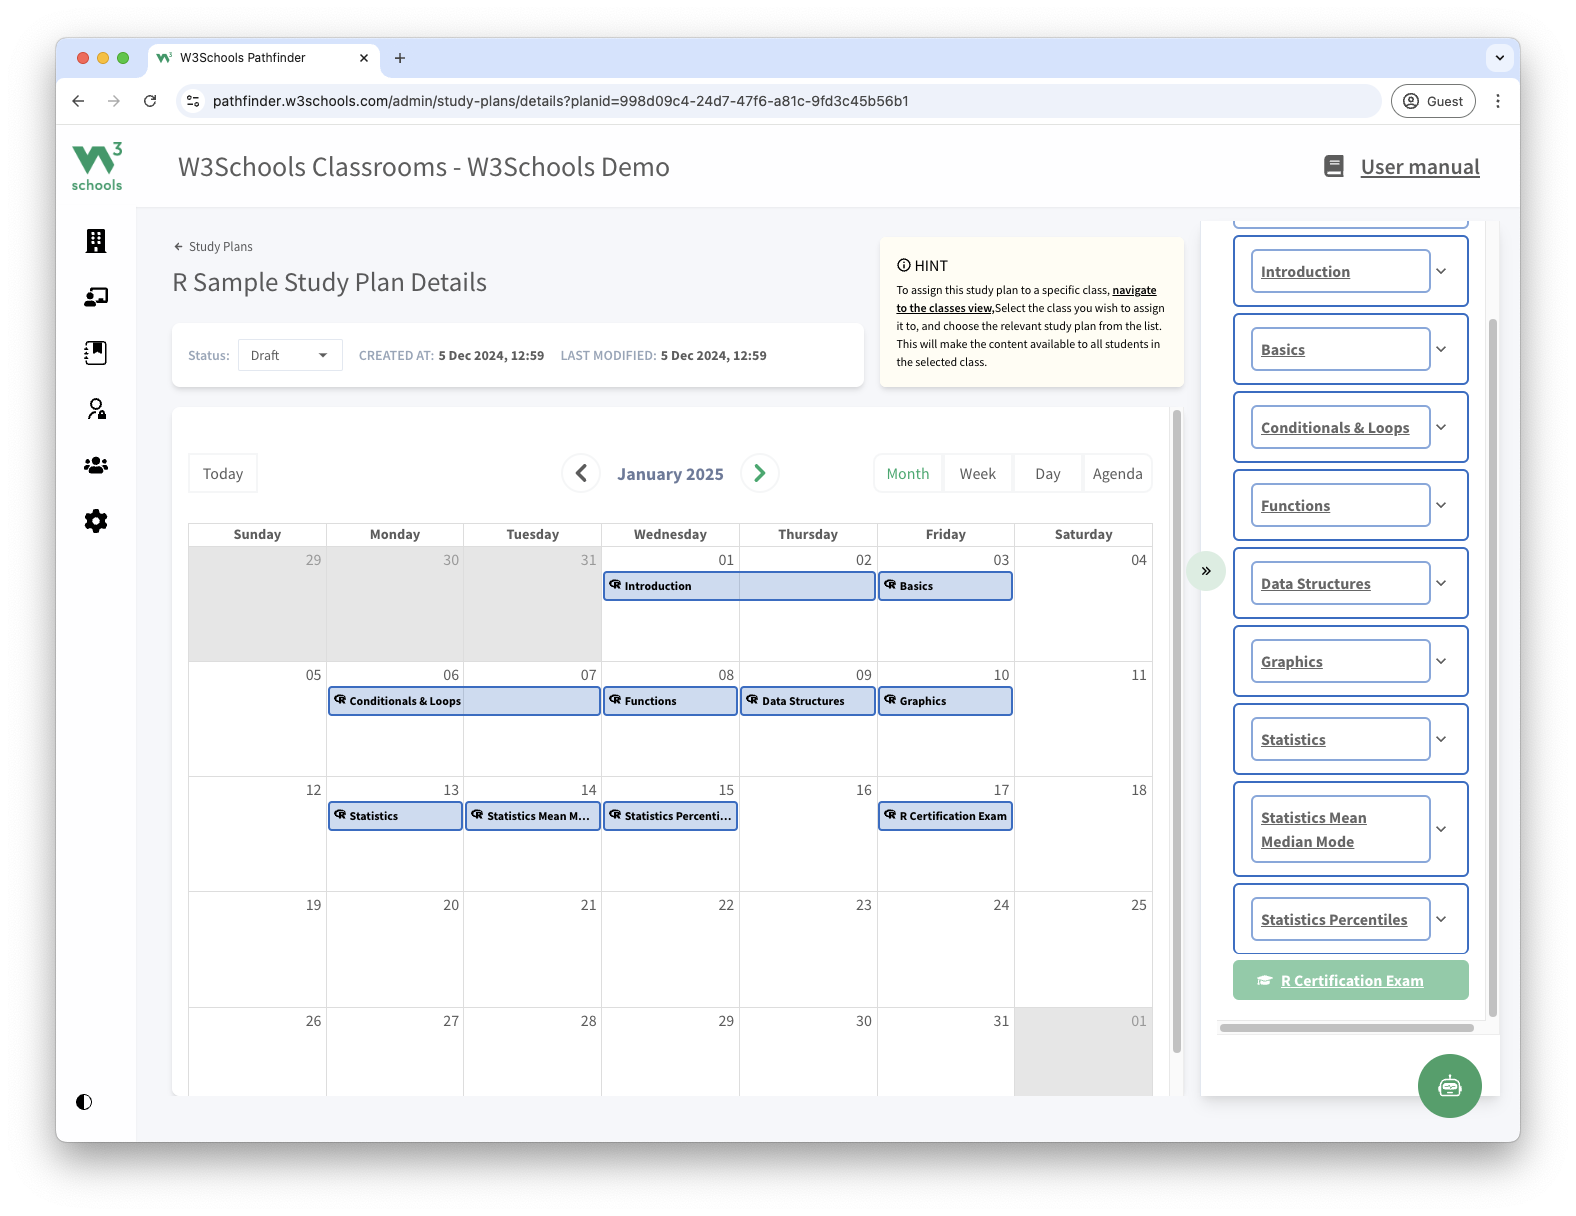 W3Schools Pathfinder
pathfinder.w3schools.com/admin/study-plans/details?planid=998d09c4-24d7-47f6-a81c-9fd3c45b56b1
Guest
3
schools
W3Schools Classrooms - W3Schools Demo
User manual
Study Plans
R Sample Study Plan Details
Status:
Draft
CREATED AT: 5 Dec 2024, 12:59
LAST MODIFIED: 5 Dec 2024, 12:59
HINT
To assign this study plan to a specific class, navigate
to the classes view,Select the class you wish to assign
it to, and choose the relevant study plan from the list.
This will make the content available to all students in
the selected class.
Today
January 2025
Month
Week
Day
Agenda
Sunday
Monday
Tuesday
Wednesday
Thursday
Friday
Saturday
29
30
31
01
02
03
04
Introduction
Basics
05
06
07
08
09
10
11
Conditionals & Loops
Functions
Data Structures
Graphics
12
13
14
15
16
17
18
Statistics
Statistics Mean M...
Statistics Percenti...
R Certification Exam
19
20
21
22
23
24
25
26
27
28
29
30
31
01
Introduction
Basics
Conditionals & Loops
Functions
Data Structures
Graphics
Statistics
Statistics Mean
Median Mode
Statistics Percentiles
R Certification Exam